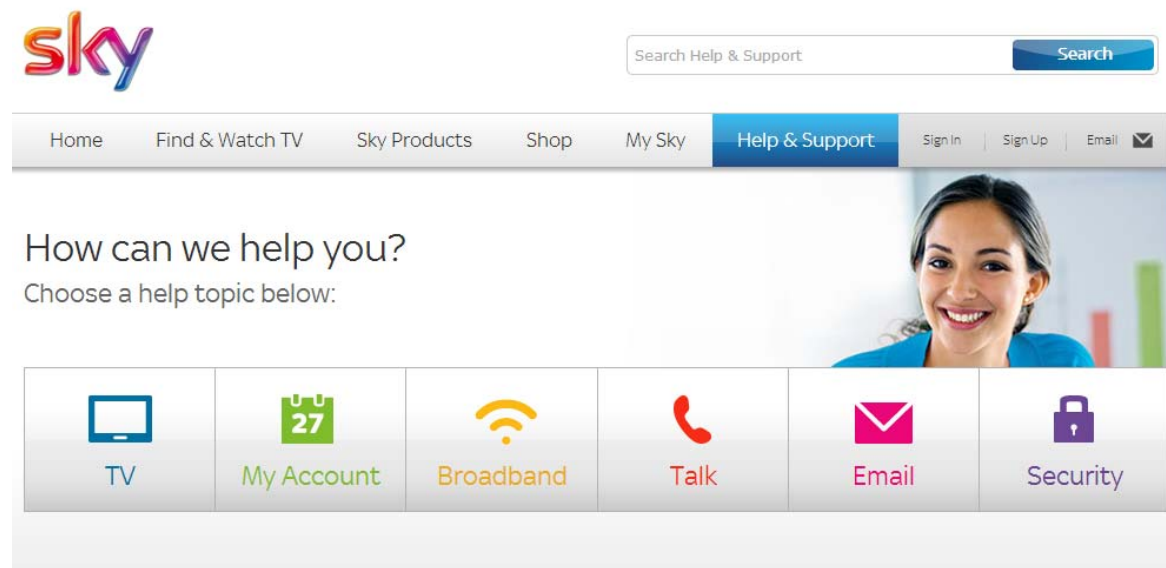 sky
Search Help & Support
Search
Home Find & Watch TV Sky Products Shop My Sky Help & Support Sign In Sign Up Email
How can we help you?
Choose a help topic below:
27
TV My Account Broadband Talk Email Security